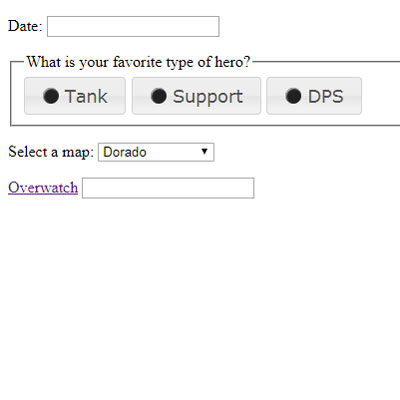 Date:
What is your favorite type of hero?
Tank Support DPS
Select a map: Dorado
Overwatch